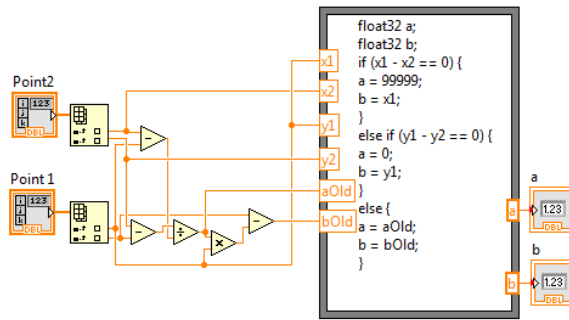 Point2
i
j
k
123
DBL
Point 1
i
j
k
123
DBL
x1
x2
y1
y2
aOld
bOld
float32 a;
float32 b;
if (x1 - x2 == 0) {
a = 99999;
b = x1;
}
else if (y1 - y2 == 0) {
a = 0;
b = y1;
}
else {
a = aOld;
b = bOld;
}
a
b
a
1.23
DBL
b
1.23
DBL